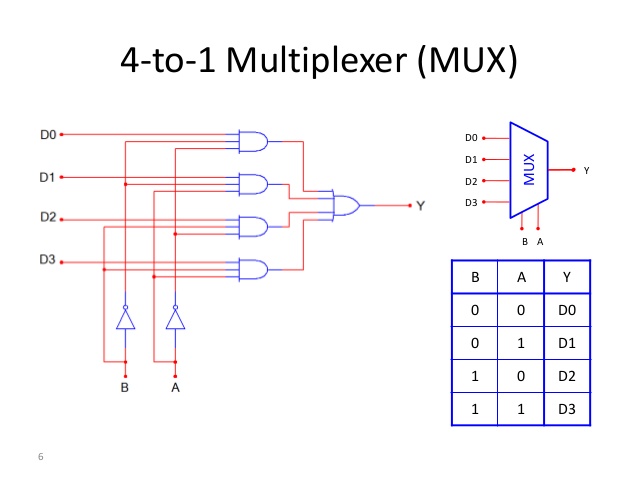 4-to-1 Multiplexer (MUX)
D0
D1
D2
D3
Y
B
A
D0
D1
D2
D3
MUX
Y
B A
B A Y
0 0 D0
0 1 D1
1 0 D2
1 1 D3
6